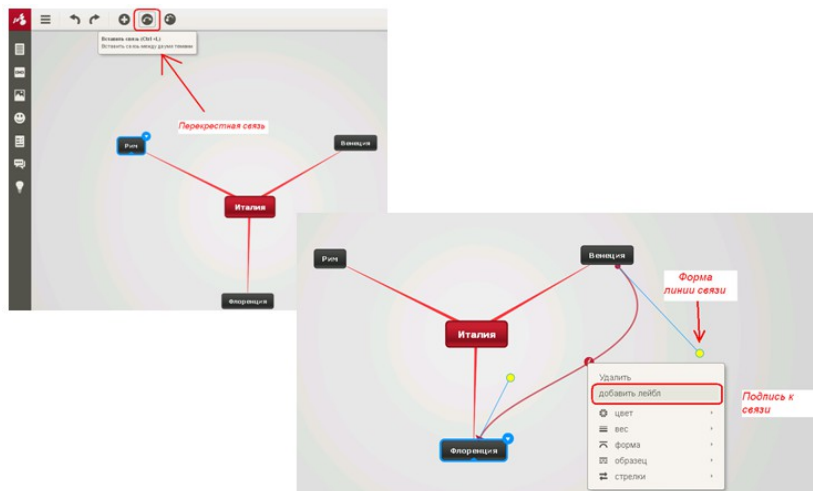 Вставить связь (Ctrl +L)
Вставить связь между двумя темами
Перекрестная связь
Рим
Венеция
Италия
Флоренция
Рим
Венеция
Форма
линии связи
Италия
Удалить
добавить лейбл
Подпись к
связи
цвет
вес
Флоренция
форма
образец
стрелки